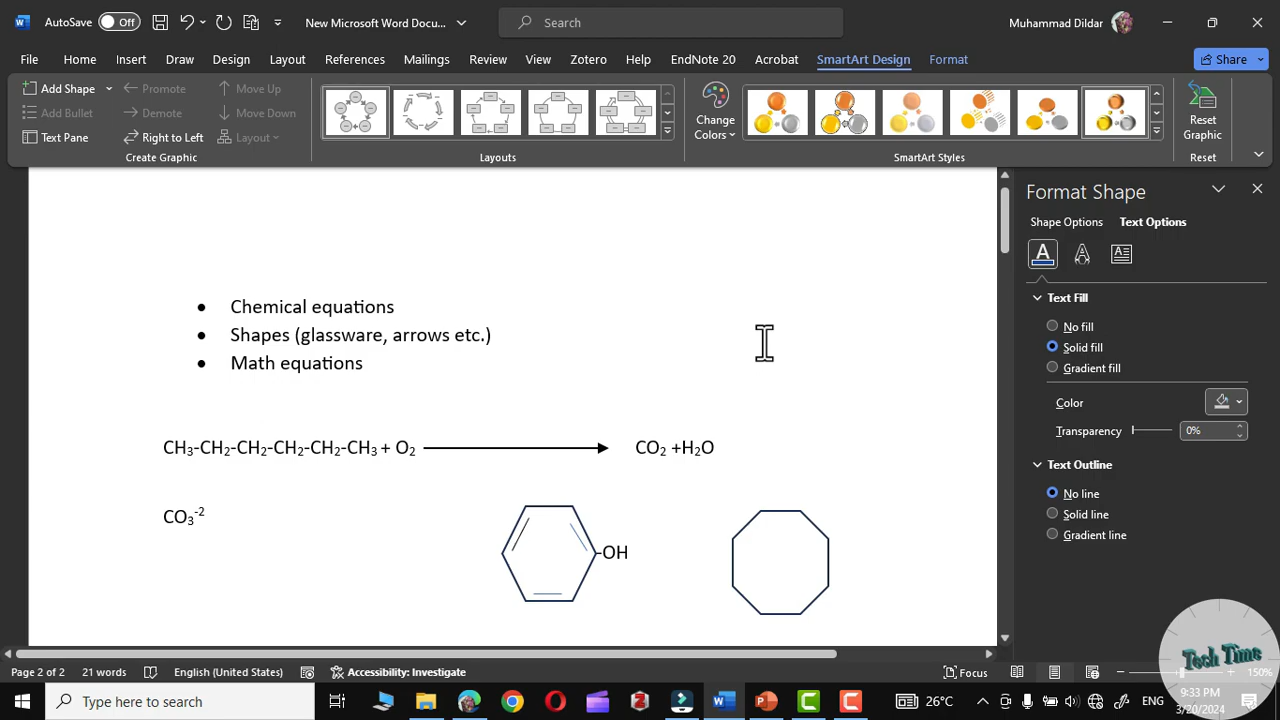 AutoSave Off New Microsoft Word Docu... Search Muhammad Dildar
File Home Insert Draw Design Layout References Mailings Review View Zotero Help EndNote 20 Acrobat SmartArt Design Format Share
Add Shape Promote Move Up
Add Bullet Demote Move Down
Text Pane Right to Left Layout
Change Colors
Reset Graphic
Create Graphic Layouts SmartArt Styles Reset
Format Shape
Shape Options Text Options
Text Fill
No fill
Solid fill
Gradient fill
Color
Transparency 0%
Text Outline
No line
Solid line
Gradient line
• Chemical equations
• Shapes (glassware, arrows etc.)
• Math equations
CH₃-CH₂-CH₂-CH₂-CH₂-CH₃ + O₂ CO₂ +H₂O
CO₃⁻²
-OH
Tech Time
Page 2 of 2 21 words English (United States) Accessibility: Investigate Focus 150%
Type here to search 26°C ENG 9:33 PM 3/20/2024